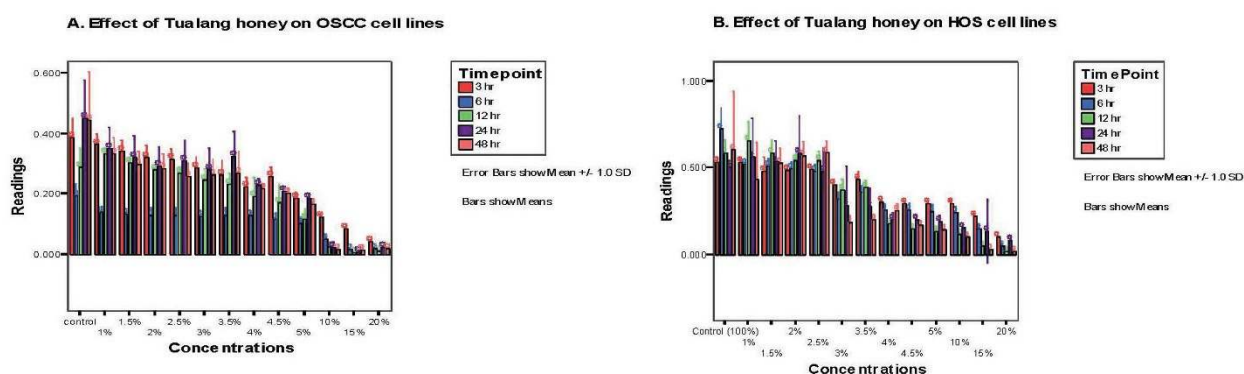 A. Effect of Tualang honey on OSCC cell lines
Readings
0.600
0.400
0.200
0.000
control 1% 1.5% 2% 2.5% 3% 3.5% 4% 4.5% 5% 10% 15% 20%
Concentrations
Timepoint
3 hr
6 hr
12 hr
24 hr
48 hr
Error Bars show Mean +/- 1.0 SD
Bars show Means
B. Effect of Tualang honey on HOS cell lines
Readings
1.000
0.500
0.000
Control (100%) 1% 1.5% 2% 2.5% 3% 3.5% 4% 4.5% 5% 10% 15% 20%
Concentrations
TimePoint
3 hr
6 hr
12 hr
24 hr
48 hr
Error Bars show Mean +/- 1.0 SD
Bars show Means